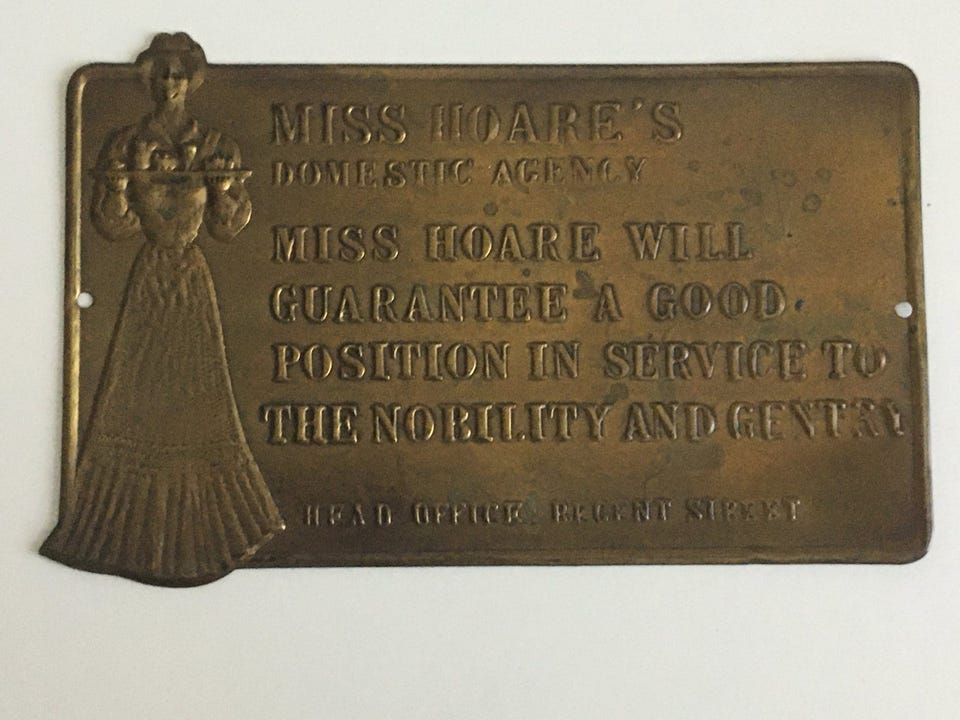 MISS HOARE'S
DOMESTIC AGENCY
MISS HOARE WILL
GUARANTEE A GOOD
POSITION IN SERVICE TO
THE NOBILITY AND GENTRY
HEAD OFFICE, REGENT STREET